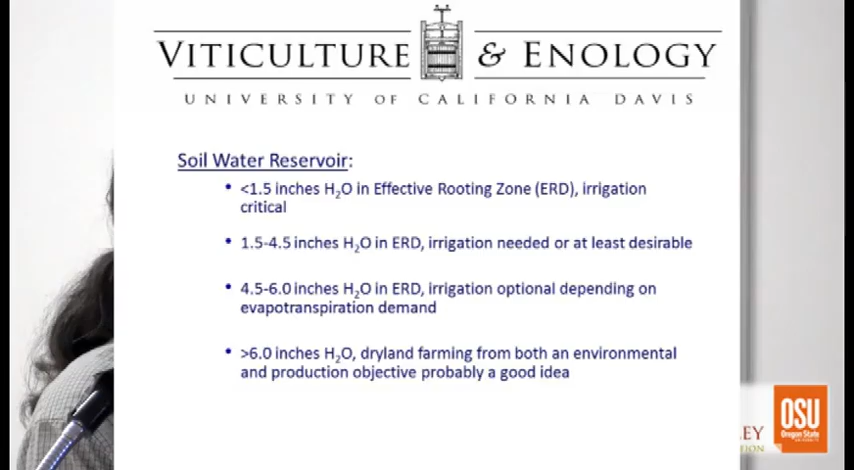 VITICULTURE & ENOLOGY
UNIVERSITY OF CALIFORNIA DAVIS
Soil Water Reservoir:
• <1.5 inches H₂O in Effective Rooting Zone (ERD), irrigation
critical
• 1.5-4.5 inches H₂O in ERD, irrigation needed or at least desirable
• 4.5-6.0 inches H₂O in ERD, irrigation optional depending on
evapotranspiration demand
• >6.0 inches H₂O, dryland farming from both an environmental
and production objective probably a good idea
OSU
Oregon State